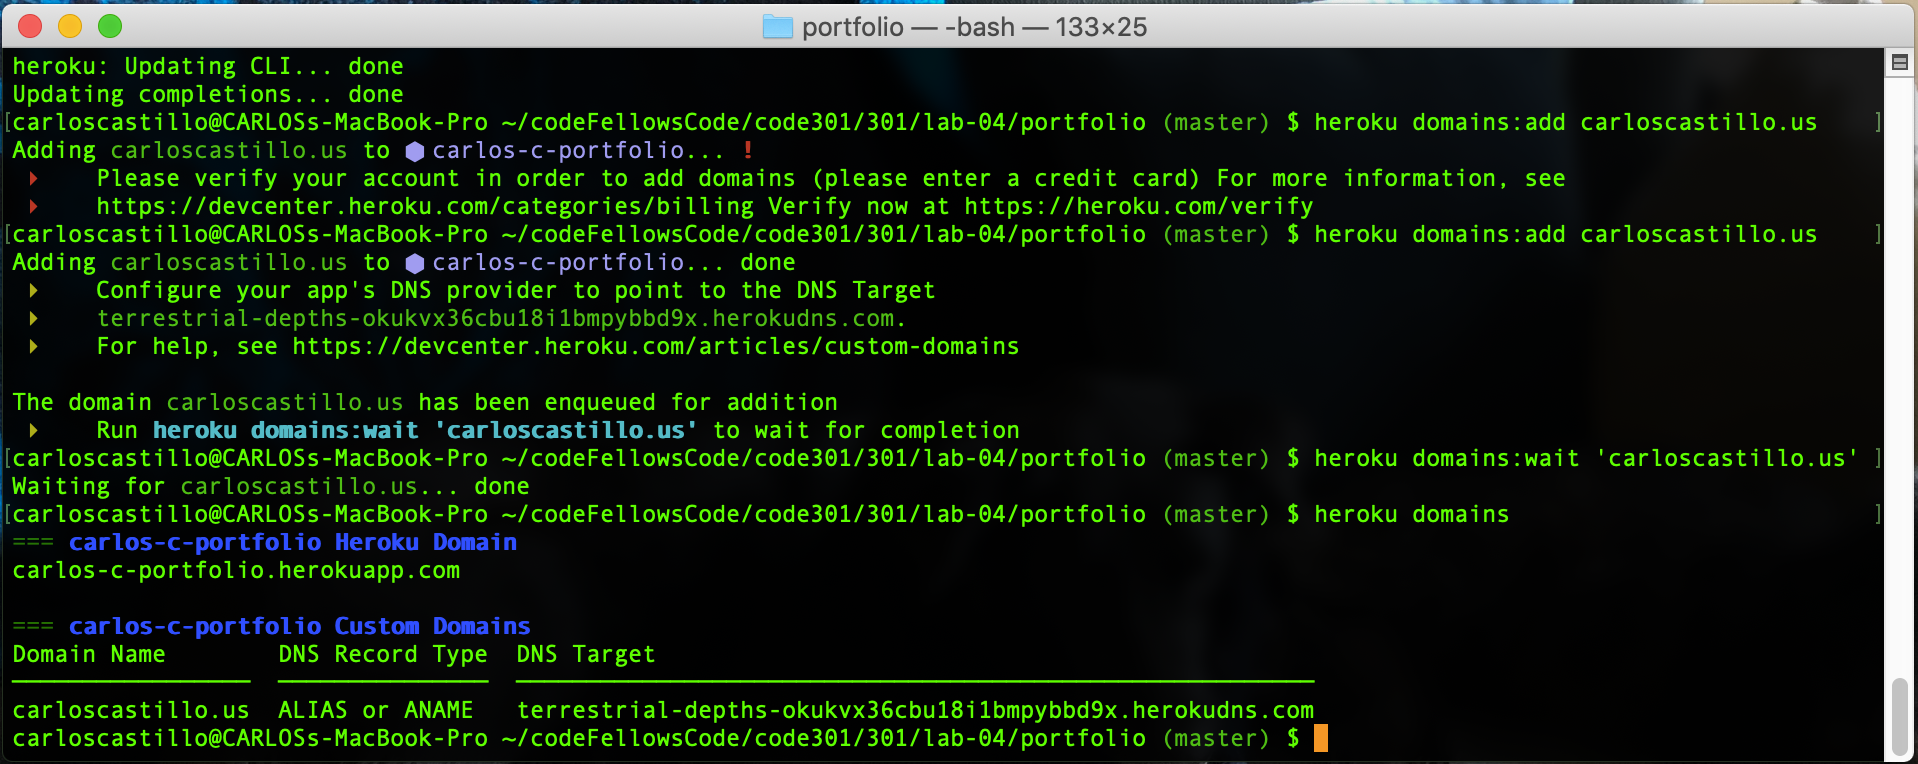 portfolio — -bash — 133×25
heroku: Updating CLI... done
Updating completions... done
[carloscastillo@CARLOSs-MacBook-Pro ~/codeFellowsCode/code301/301/lab-04/portfolio (master) $ heroku domains:add carloscastillo.us ]
Adding carloscastillo.us to ⬢ carlos-c-portfolio... !
▸ Please verify your account in order to add domains (please enter a credit card) For more information, see
▸ https://devcenter.heroku.com/categories/billing Verify now at https://heroku.com/verify
[carloscastillo@CARLOSs-MacBook-Pro ~/codeFellowsCode/code301/301/lab-04/portfolio (master) $ heroku domains:add carloscastillo.us ]
Adding carloscastillo.us to ⬢ carlos-c-portfolio... done
▸ Configure your app's DNS provider to point to the DNS Target
▸ terrestrial-depths-okukvx36cbu18i1bmpybbd9x.herokudns.com.
▸ For help, see https://devcenter.heroku.com/articles/custom-domains
The domain carloscastillo.us has been enqueued for addition
▸ Run heroku domains:wait 'carloscastillo.us' to wait for completion
[carloscastillo@CARLOSs-MacBook-Pro ~/codeFellowsCode/code301/301/lab-04/portfolio (master) $ heroku domains:wait 'carloscastillo.us' ]
Waiting for carloscastillo.us... done
[carloscastillo@CARLOSs-MacBook-Pro ~/codeFellowsCode/code301/301/lab-04/portfolio (master) $ heroku domains ]
=== carlos-c-portfolio Heroku Domain
carlos-c-portfolio.herokuapp.com
=== carlos-c-portfolio Custom Domains
Domain Name DNS Record Type DNS Target
carloscastillo.us ALIAS or ANAME terrestrial-depths-okukvx36cbu18i1bmpybbd9x.herokudns.com
carloscastillo@CARLOSs-MacBook-Pro ~/codeFellowsCode/code301/301/lab-04/portfolio (master) $